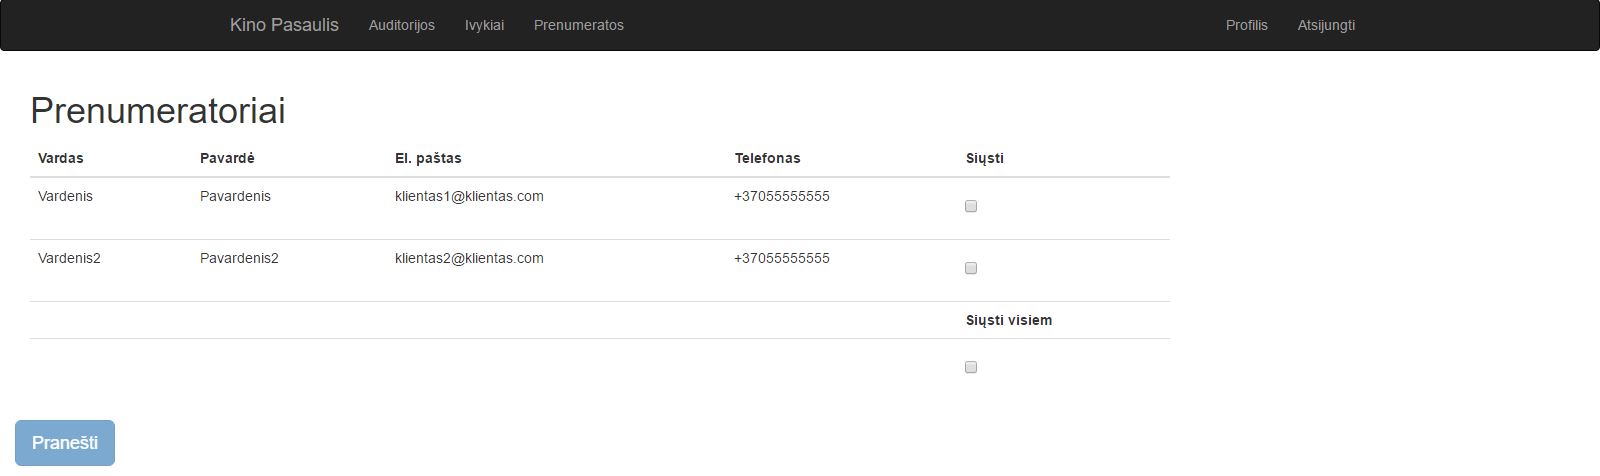 Kino Pasaulis Auditorijos Ivykiai Prenumeratos Profilis Atsijungti
Prenumeratoriai
Vardas Pavardė El. paštas Telefonas Siųsti
Vardenis Pavardenis klientas1@klientas.com +37055555555
Vardenis2 Pavardenis2 klientas2@klientas.com +37055555555
Siųsti visiem
Pranešti